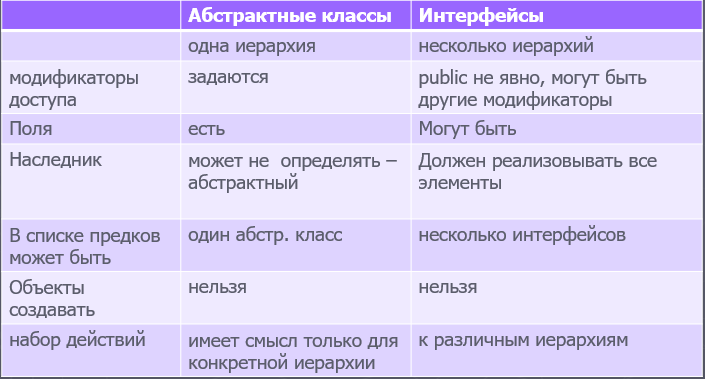 Абстрактные классы Интерфейсы
одна иерархия несколько иерархий
модификаторы задаются public не явно, могут быть
доступа другие модификаторы
Поля есть Могут быть
Наследник может не определять – Должен реализовывать все
абстрактный элементы
В списке предков один абстр. класс несколько интерфейсов
может быть
Объекты нельзя нельзя
создавать
набор действий имеет смысл только для к различным иерархиям
конкретной иерархии